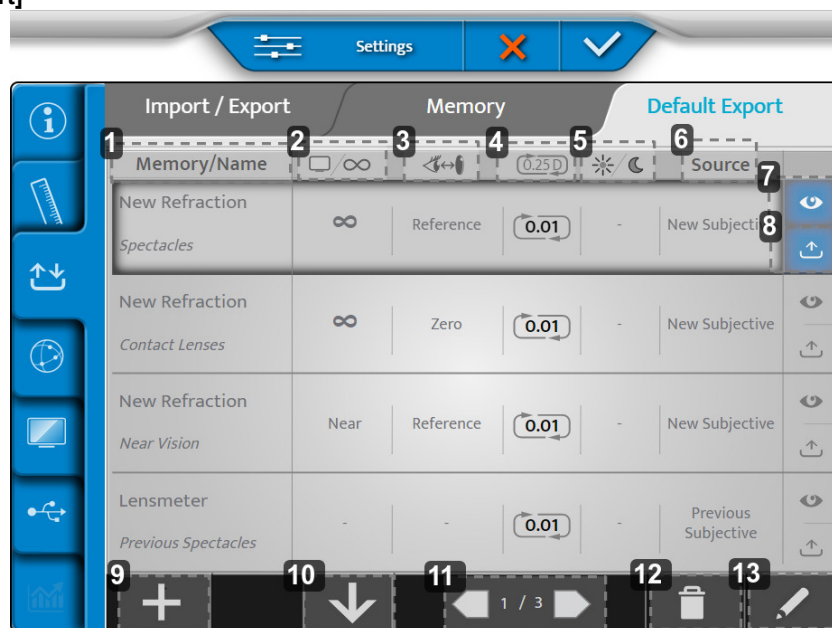 Settings
Import / Export Memory Default Export
1 2 3 4 5 6
Memory/Name 0.25 D Source
7
New Refraction
Spectacles
∞ Reference 0.01 - New Subjecti
8
New Refraction
Contact Lenses
∞ Zero 0.01 - New Subjective
New Refraction
Near Vision
Near Reference 0.01 - New Subjective
Lensmeter
Previous Spectacles
- - 0.01 - Previous
Subjective
9 10 11 12 13
1 / 3